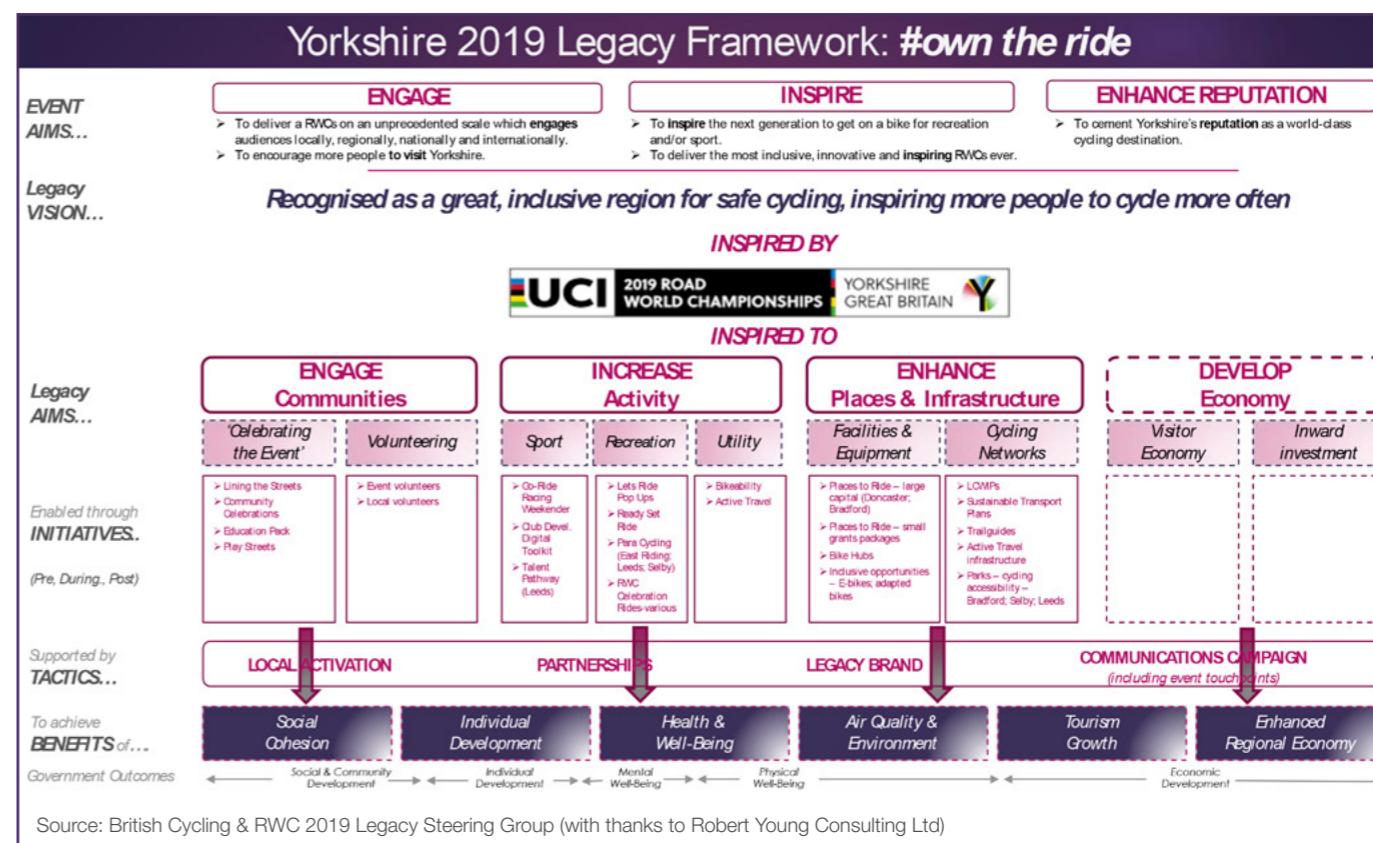 Yorkshire 2019 Legacy Framework: #own the ride
EVENT
AIMS...
ENGAGE
➢ To deliver a RWCs on an unprecedented scale which engages
audiences locally, regionally, nationally and internationally.
➢ To encourage more people to visit Yorkshire.
INSPIRE
➢ To inspire the next generation to get on a bike for recreation
and/or sport.
➢ To deliver the most inclusive, innovative and inspiring RWCs ever.
ENHANCE REPUTATION
➢ To cement Yorkshire's reputation as a world-class
cycling destination.
Legacy
VISION...
Recognised as a great, inclusive region for safe cycling, inspiring more people to cycle more often
INSPIRED BY
UCI
2019 ROAD
WORLD CHAMPIONSHIPS
YORKSHIRE
GREAT BRITAIN
INSPIRED TO
Legacy
AIMS...
ENGAGE
Communities
INCREASE
Activity
ENHANCE
Places & Infrastructure
DEVELOP
Economy
'Celebrating
the Event'
Volunteering
Sport
Recreation
Utility
Facilities &
Equipment
Cycling
Networks
Visitor
Economy
Inward
investment
Enabled through
INITIATIVES..
(Pre, During., Post)
➢ Lining the Streets
➢ Community
Celebrations
➢ Education Pack
➢ Play Streets
➢ Event volunteers
➢ Local volunteers
➢ Co-Ride
Racing
Weekender
➢ Club Devel.
Digital
Toolkit
➢ Talent
Pathway
(Leeds)
➢ Lets Ride
Pop Ups
➢ Ready Set
Ride
➢ Para Cycling
(East Riding;
Leeds; Selby)
➢ RWC
Celebration
Rides-various
➢ Bikeability
➢ Active Travel
➢ Places to Ride – large
capital (Doncaster;
Bradford)
➢ Places to Ride – small
grants packages
➢ Bike Hubs
➢ Inclusive opportunities
– E-bikes; adapted
bikes
➢ LCWIPs
➢ Sustainable Transport
Plans
➢ Trailguides
➢ Active Travel
infrastructure
➢ Parks – cycling
accessibility –
Bradford; Selby; Leeds
Supported by
TACTICS...
LOCAL ACTIVATION
PARTNERSHIPS
LEGACY BRAND
COMMUNICATIONS CAMPAIGN
(including event touchpoints)
To achieve
BENEFITS of....
Social
Cohesion
Individual
Development
Health &
Well-Being
Air Quality &
Environment
Tourism
Growth
Enhanced
Regional Economy
Government Outcomes
Social & Community
Development
Individual
Development
Mental
Well-Being
Physical
Well-Being
Economic
Development
Source: British Cycling & RWC 2019 Legacy Steering Group (with thanks to Robert Young Consulting Ltd)